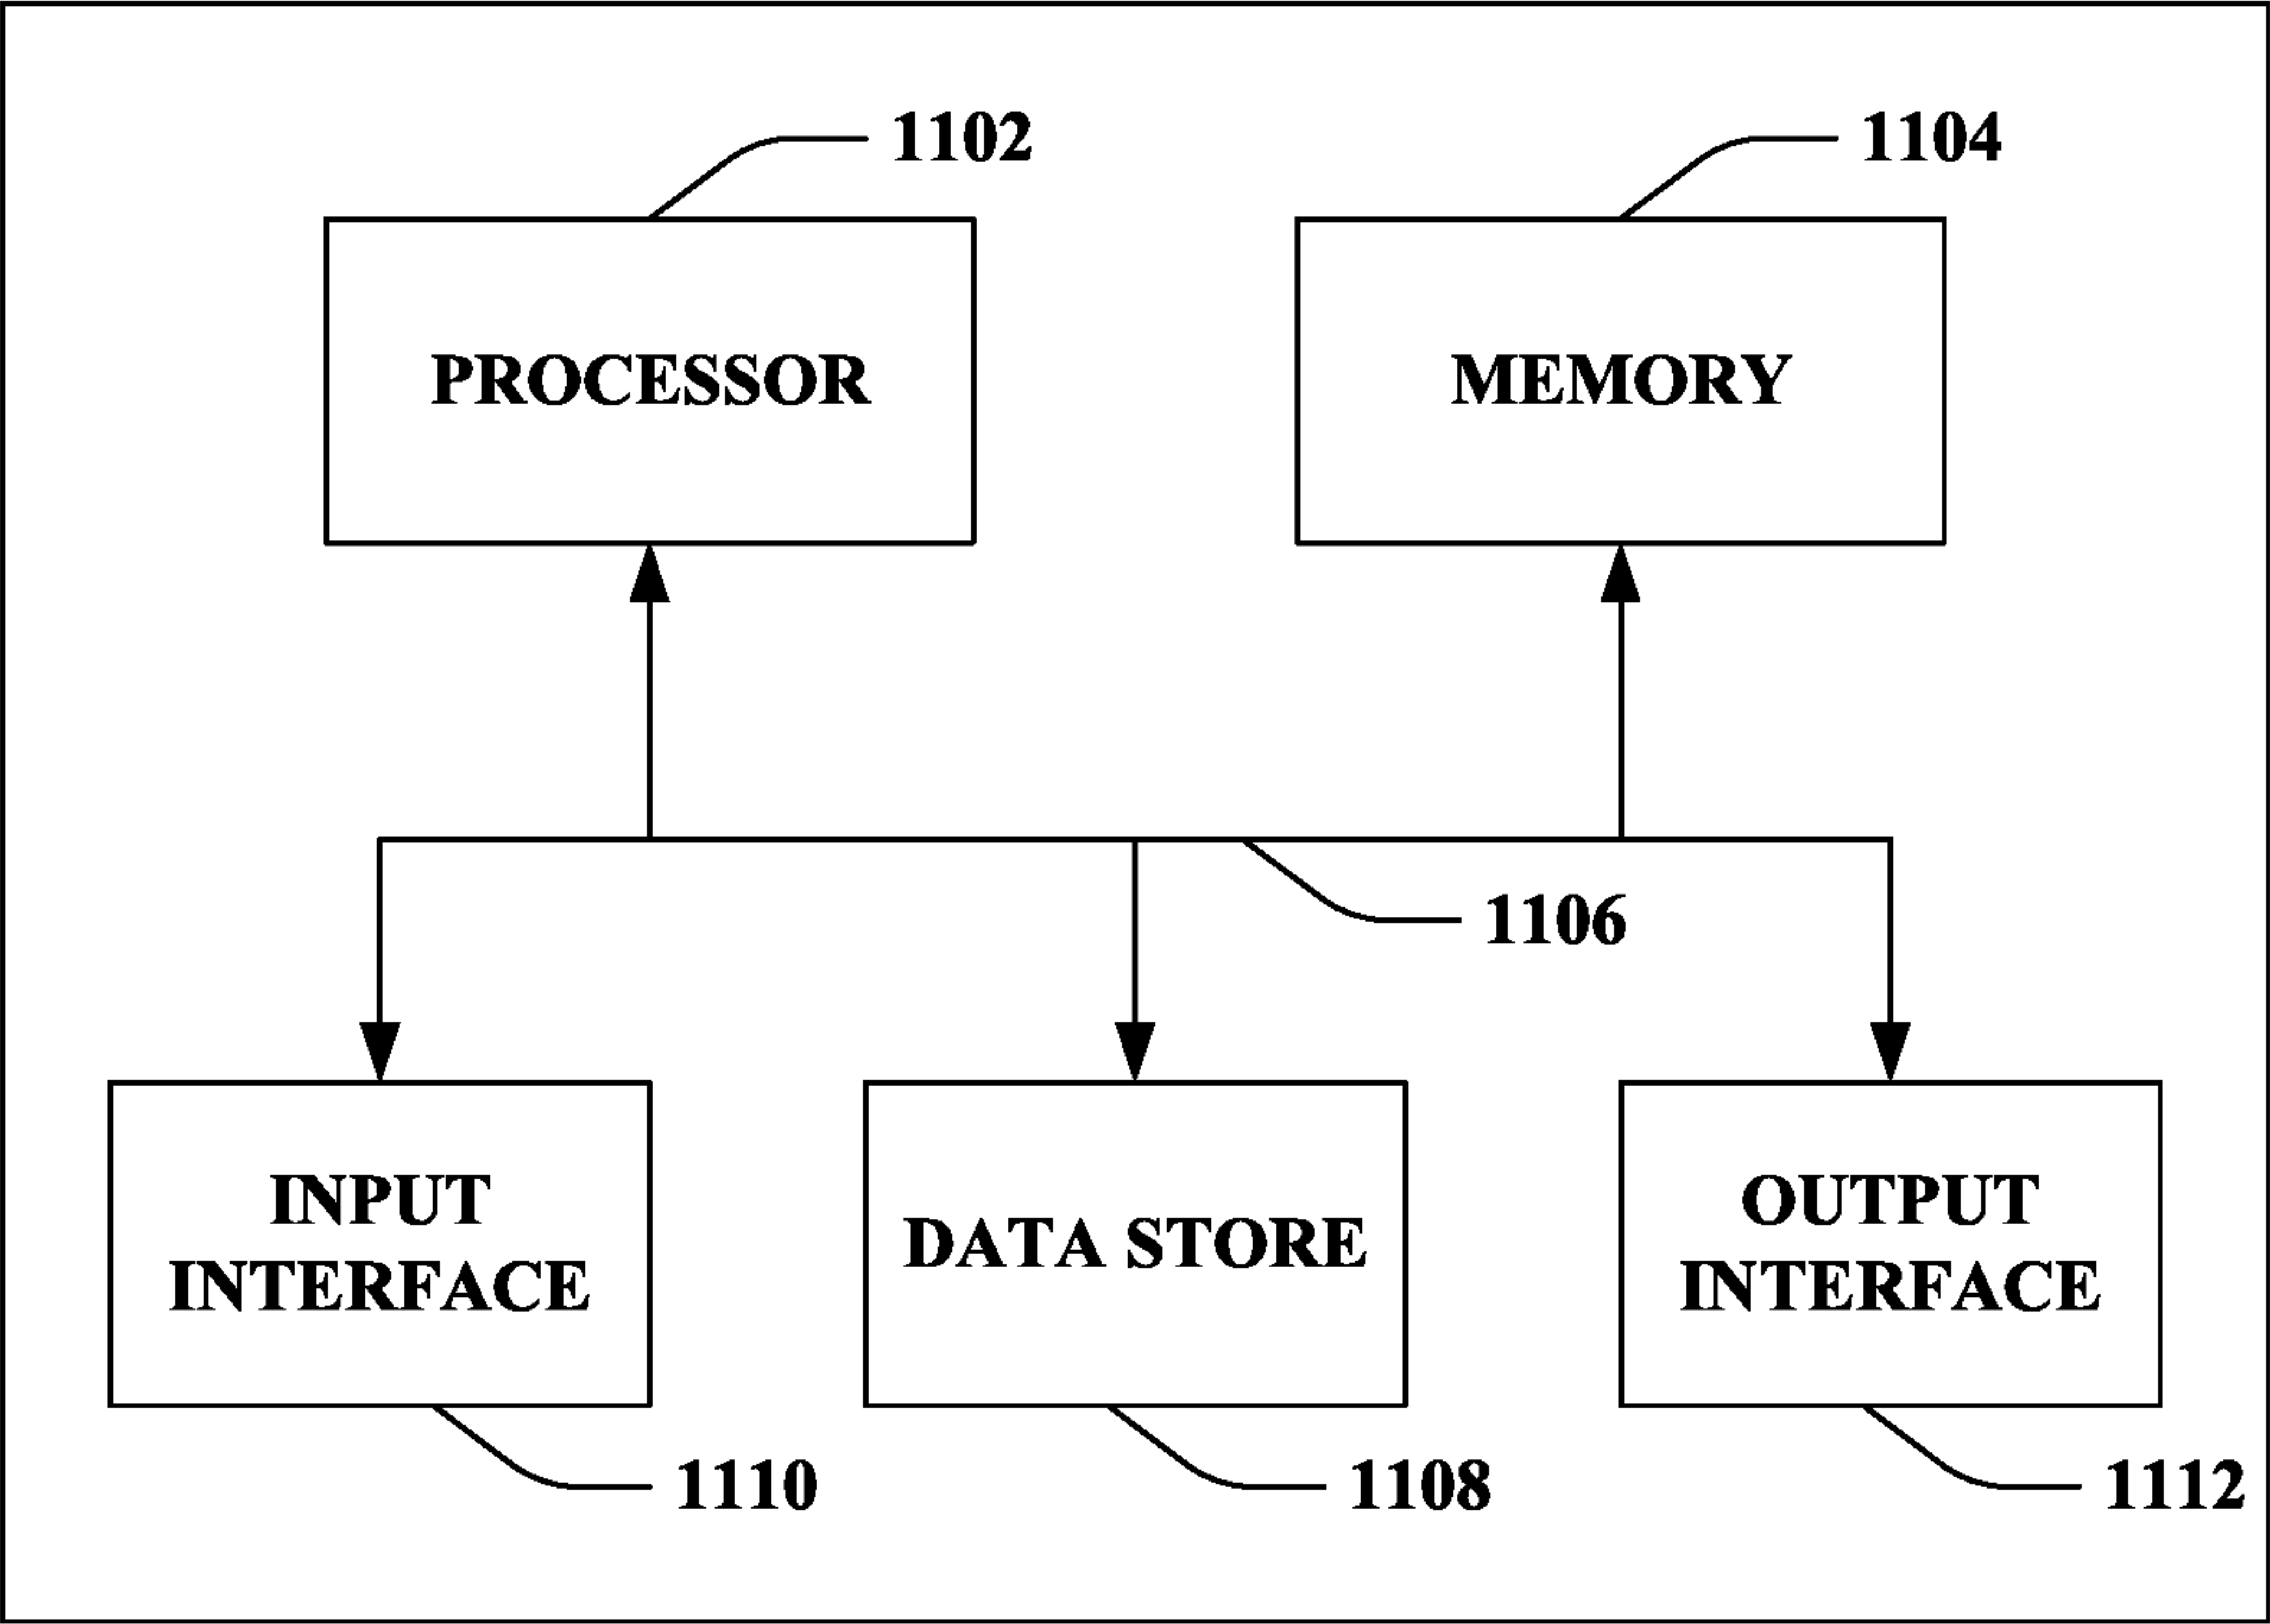 1102
1104
PROCESSOR
MEMORY
1106
INPUT
INTERFACE
DATA STORE
OUTPUT
INTERFACE
1110
1108
1112